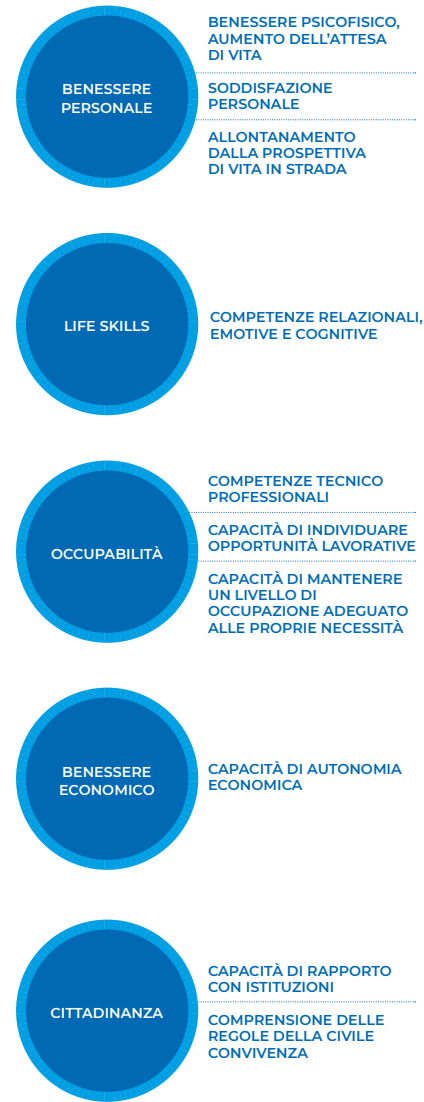 BENESSERE
PERSONALE
BENESSERE PSICOFISICO,
AUMENTO DELL'ATTESA
DI VITA
SODDISFAZIONE
PERSONALE
ALLONTANAMENTO
DALLA PROSPETTIVA
DI VITA IN STRADA
LIFE SKILLS
COMPETENZE RELAZIONALI,
EMOTIVE E COGNITIVE
OCCUPABILITÀ
COMPETENZE TECNICO
PROFESSIONALI
CAPACITÀ DI INDIVIDUARE
OPPORTUNITÀ LAVORATIVE
CAPACITÀ DI MANTENERE
UN LIVELLO DI
OCCUPAZIONE ADEGUATO
ALLE PROPRIE NECESSITÀ
BENESSERE
ECONOMICO
CAPACITÀ DI AUTONOMIA
ECONOMICA
CITTADINANZA
CAPACITÀ DI RAPPORTO
CON ISTITUZIONI
COMPRENSIONE DELLE
REGOLE DELLA CIVILE
CONVIVENZA